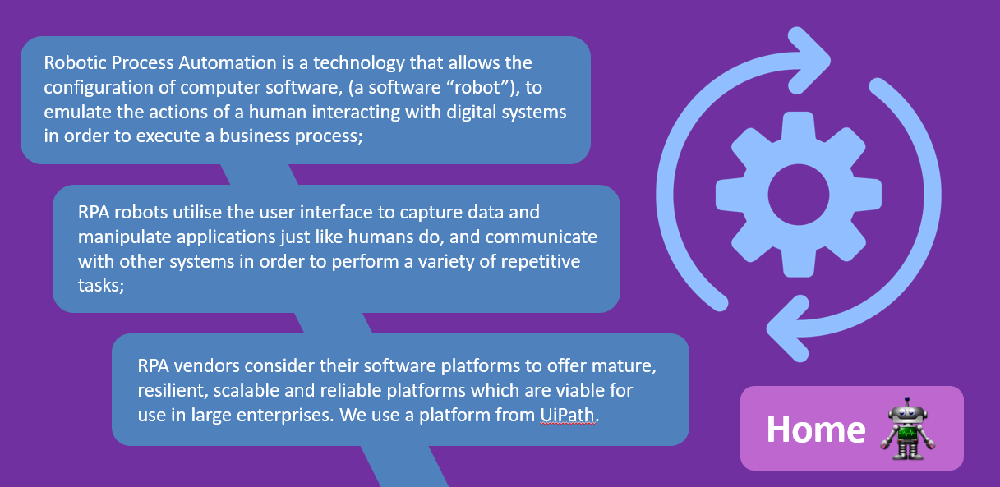 Robotic Process Automation is a technology that allows the
configuration of computer software, (a software “robot”), to
emulate the actions of a human interacting with digital systems
in order to execute a business process;
RPA robots utilise the user interface to capture data and
manipulate applications just like humans do, and communicate
with other systems in order to perform a variety of repetitive
tasks;
RPA vendors consider their software platforms to offer mature,
resilient, scalable and reliable platforms which are viable for
use in large enterprises. We use a platform from UiPath.
Home